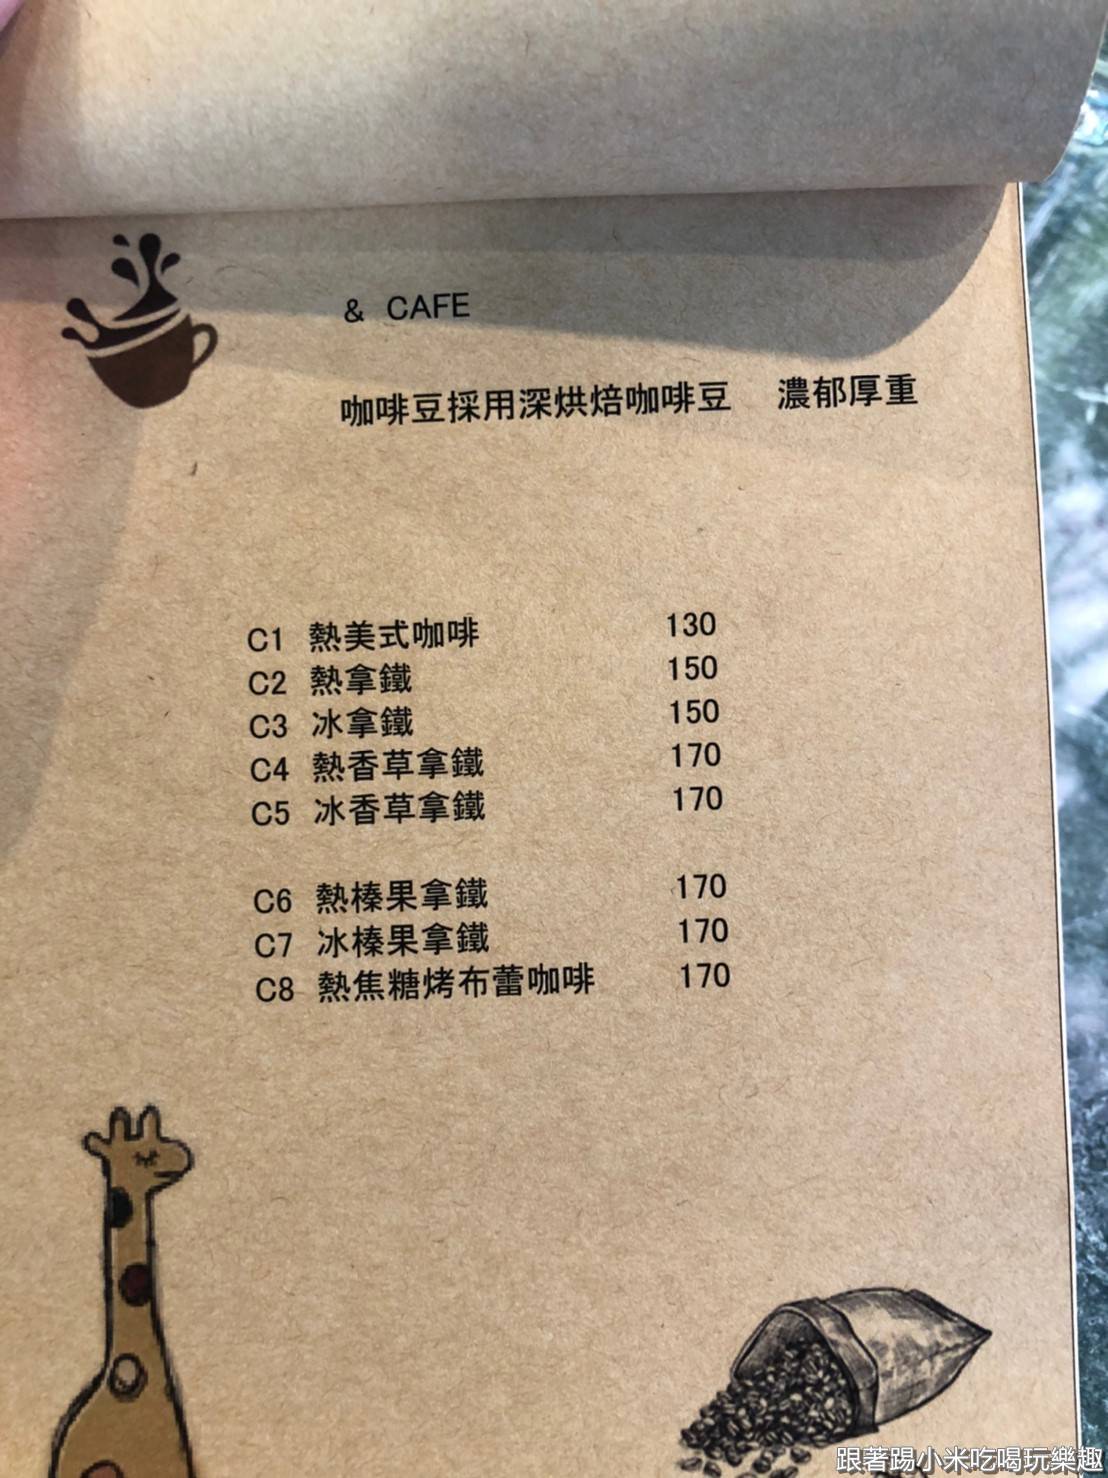 & CAFE
咖啡豆採用深烘焙咖啡豆 濃郁厚重
C1 熱美式咖啡 130
C2 熱拿鐵 150
C3 冰拿鐵 150
C4 熱香草拿鐵 170
C5 冰香草拿鐵 170
C6 熱榛果拿鐵 170
C7 冰榛果拿鐵 170
C8 熱焦糖烤布蕾咖啡 170
跟著踢小米吃喝玩樂趣